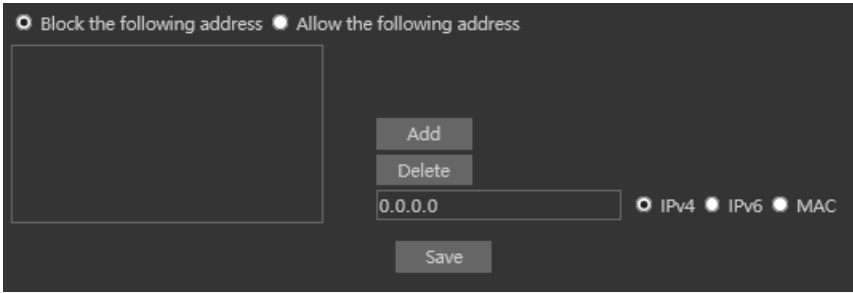 Block the following address Allow the following address
Add
Delete
0.0.0.0 IPv4 IPv6 MAC
Save